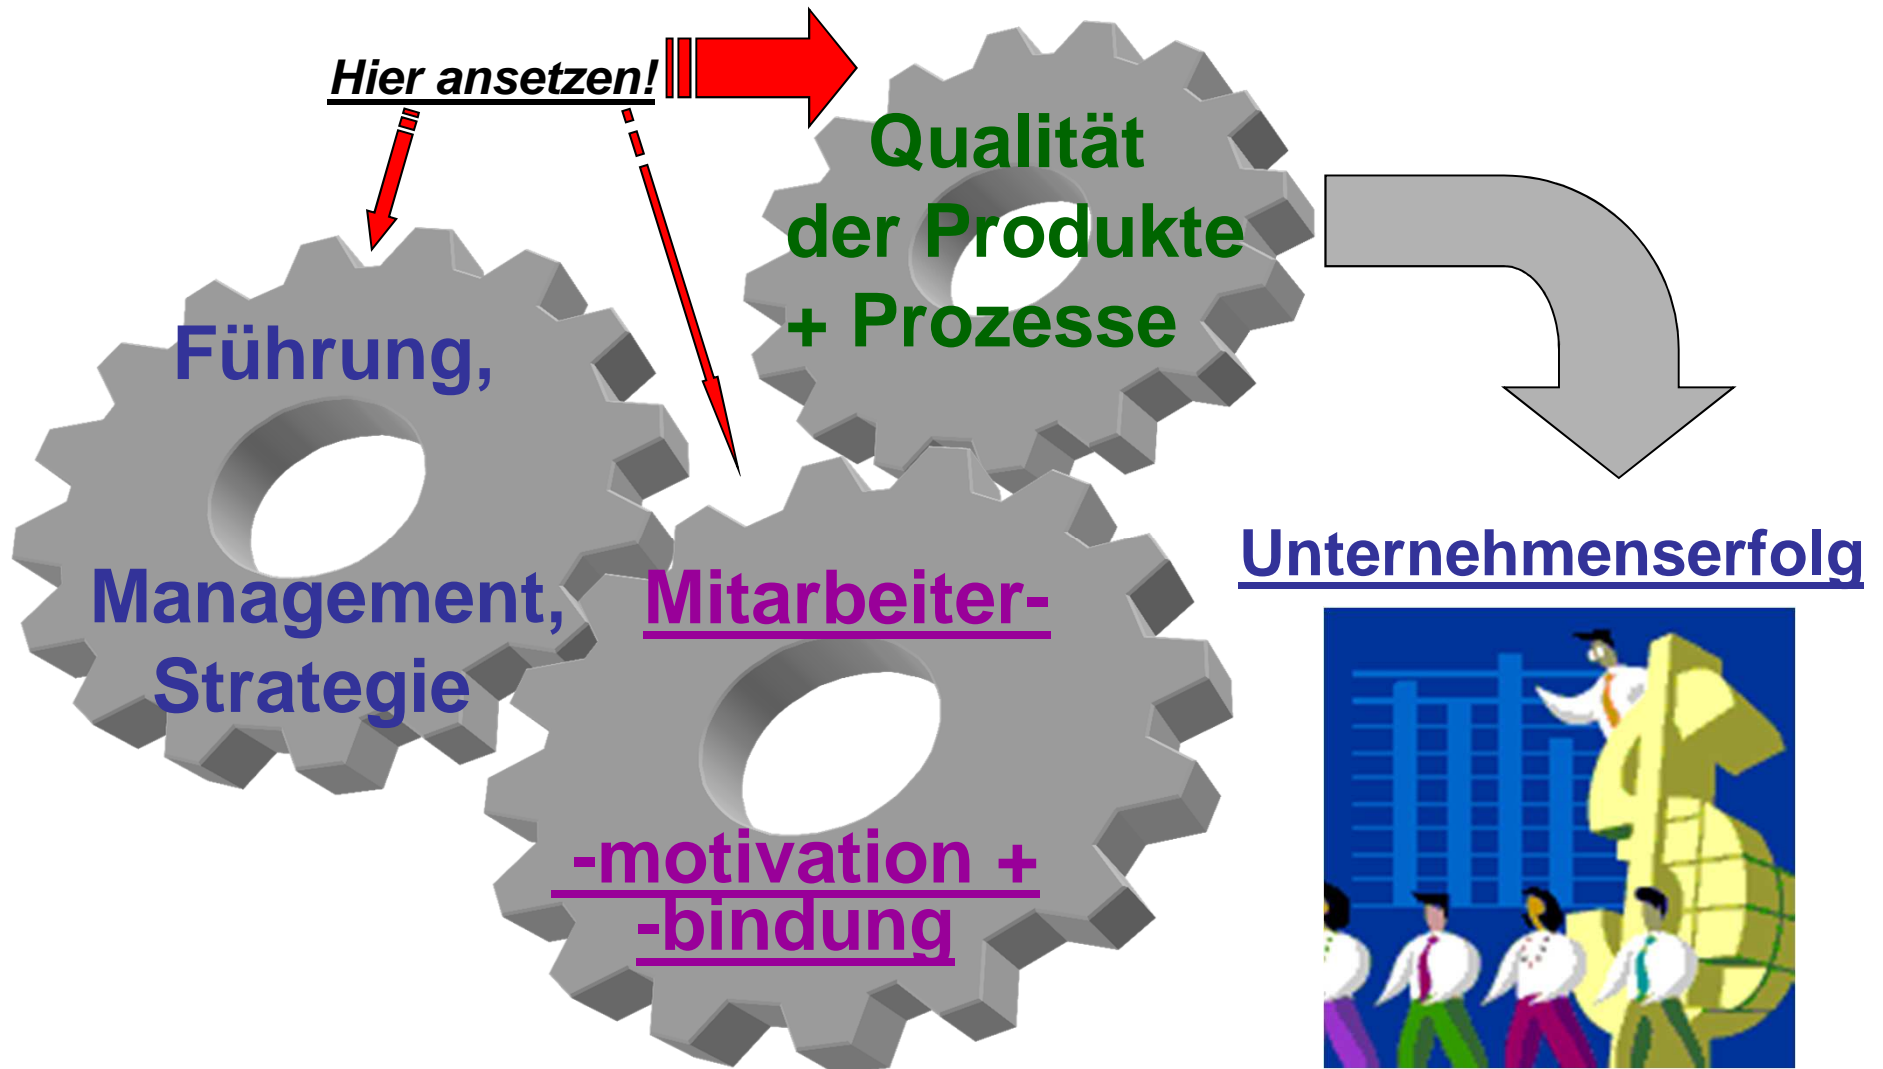 Hier ansetzen!
Qualität
der Produkte
+ Prozesse
Führung,
Management,
Strategie
Mitarbeiter-
-motivation +
-bindung
Unternehmenserfolg